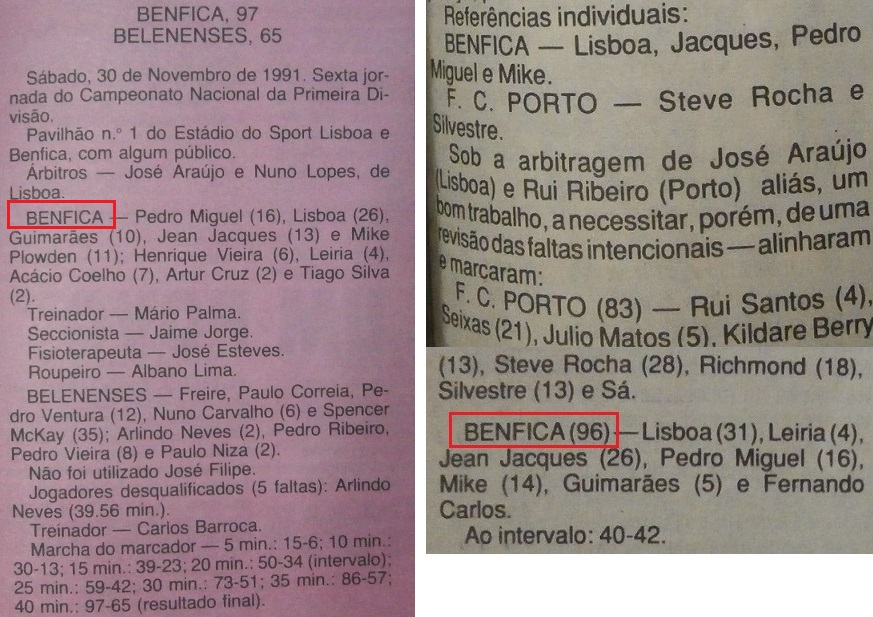 BENFICA, 97
BELENENSES, 65
Sábado, 30 de Novembro de 1991. Sexta jor-
nada do Campeonato Nacional da Primeira Di-
visão.
Pavilhão n.º 1 do Estádio do Sport Lisboa e
Benfica, com algum público.
Árbitros — José Araújo e Nuno Lopes, de
Lisboa.
BENFICA — Pedro Miguel (16), Lisboa (26),
Guimarães (10), Jean Jacques (13) e Mike
Plowden (11); Henrique Vieira (6), Leiria (4),
Acácio Coelho (7), Artur Cruz (2) e Tiago Silva
(2).
Treinador — Mário Palma.
Seccionista — Jaime Jorge.
Fisioterapeuta — José Esteves.
Roupeiro — Albano Lima.
BELENENSES — Freire, Paulo Correia, Pe-
dro Ventura (12), Nuno Carvalho (6) e Spencer
McKay (35); Arlindo Neves (2), Pedro Ribeiro,
Pedro Vieira (8) e Paulo Niza (2).
Não foi utilizado José Filipe.
Jogadores desqualificados (5 faltas): Arlindo
Neves (39.56 min.).
Treinador — Carlos Barroca.
Marcha do marcador — 5 min.: 15-6; 10 min.:
30-13; 15 min.: 39-23; 20 min.: 50-34 (intervalo);
25 min.: 59-42; 30 min.: 73-51; 35 min.: 86-57;
40 min.: 97-65 (resultado final).
Referências individuais:
BENFICA — Lisboa, Jacques, Pedro
Miguel e Mike.
F. C. PORTO — Steve Rocha e
Silvestre.
Sob a arbitragem de José Araújo
(Lisboa) e Rui Ribeiro (Porto) aliás, um
bom trabalho, a necessitar, porém, de uma
revisão das faltas intencionais — alinharam
e marcaram:
F. C. PORTO (83) — Rui Santos (4),
Seixas (21), Julio Matos (5), Kildare Berry
(13), Steve Rocha (28), Richmond (18),
Silvestre (13) e Sá.
BENFICA (96) — Lisboa (31), Leiria (4),
Jean Jacques (26), Pedro Miguel (16),
Mike (14), Guimarães (5) e Fernando
Carlos.
Ao intervalo: 40-42.